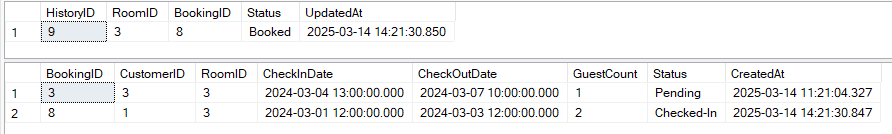 HistoryID RoomID BookingID Status UpdatedAt
1 9 3 8 Booked 2025-03-14 14:21:30.850
BookingID CustomerID RoomID CheckInDate CheckOutDate GuestCount Status CreatedAt
1 3 3 3 2024-03-04 13:00:00.000 2024-03-07 10:00:00.000 1 Pending 2025-03-14 11:21:04.327
2 8 1 3 2024-03-01 12:00:00.000 2024-03-03 12:00:00.000 2 Checked-In 2025-03-14 14:21:30.847